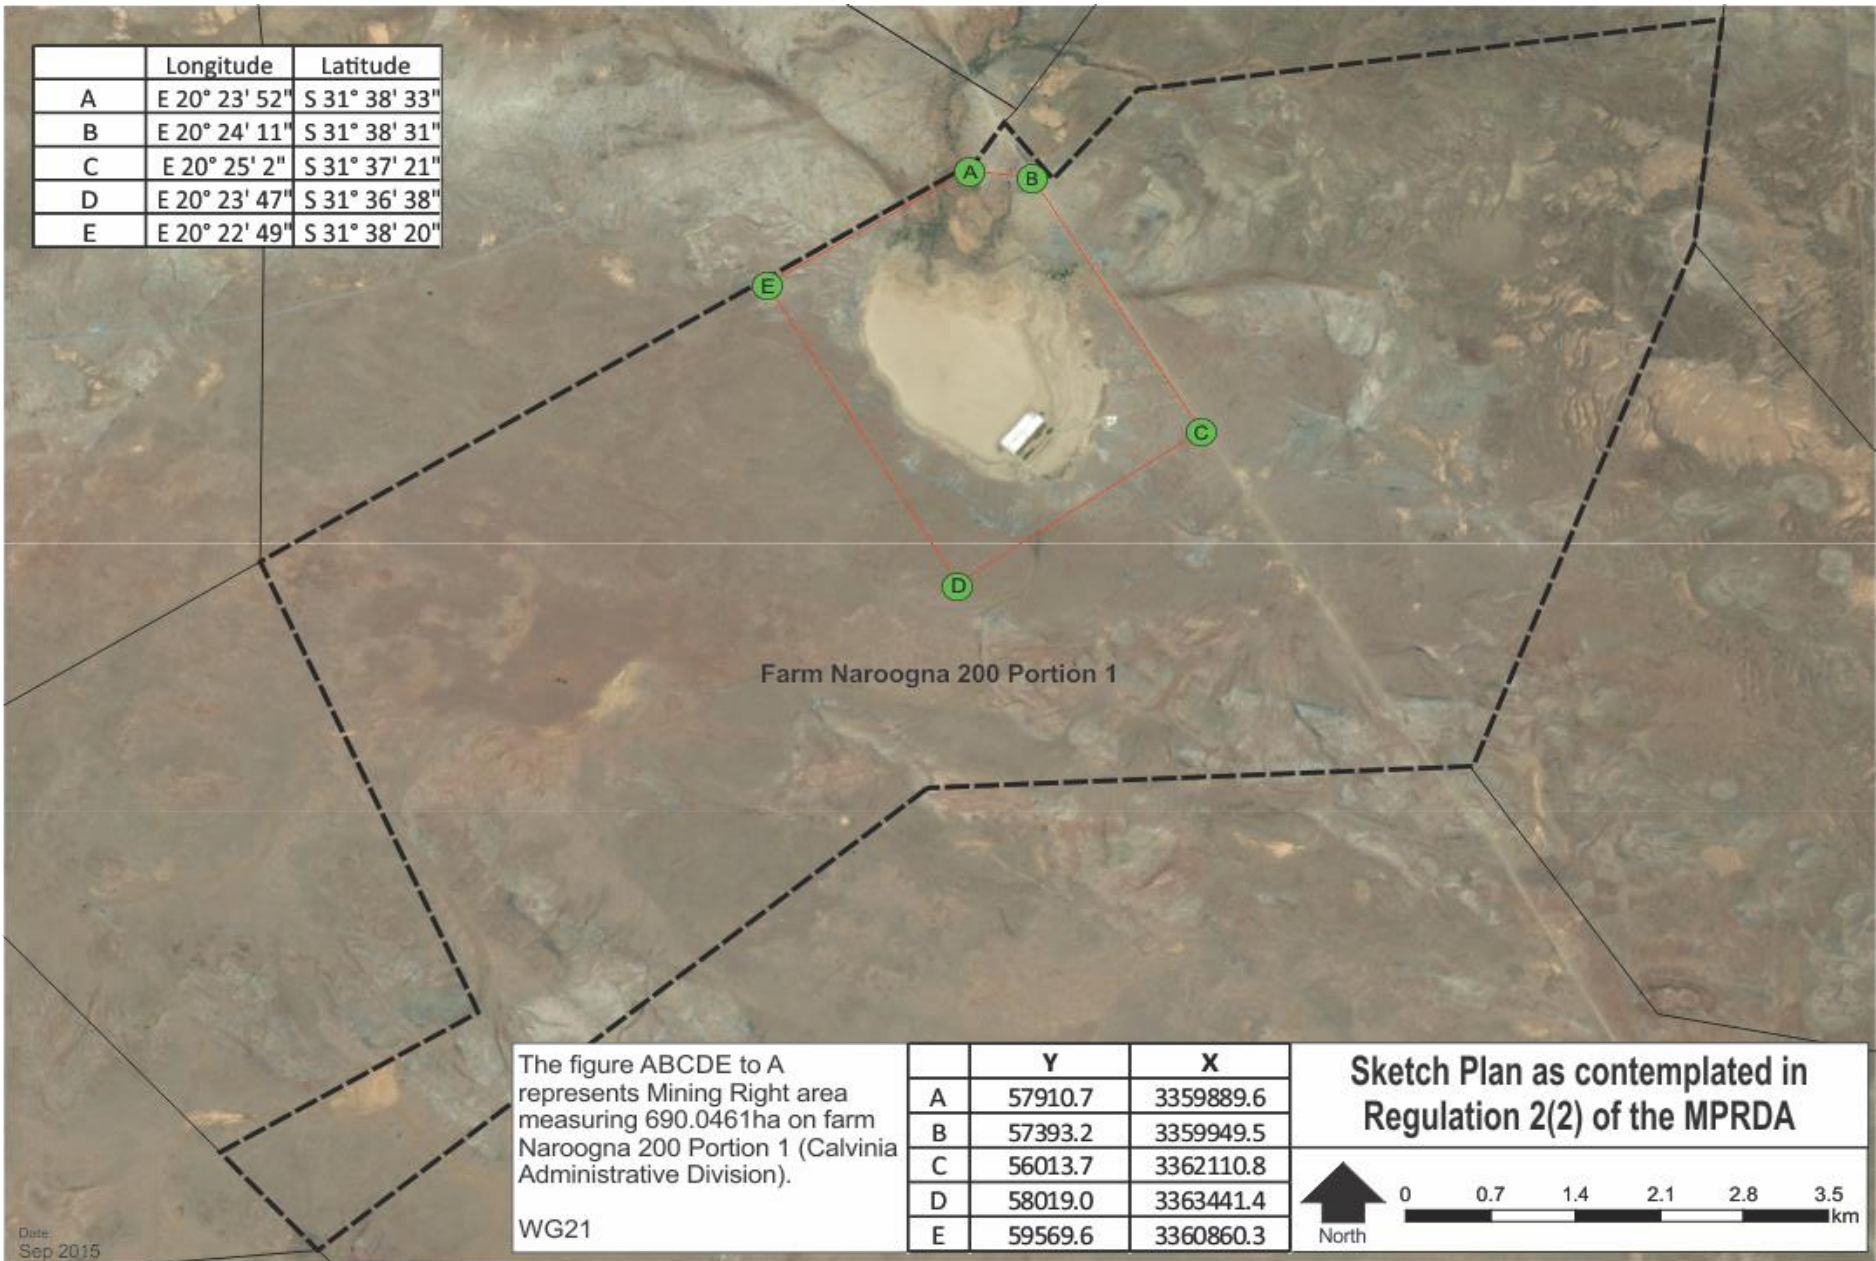 Longitude Latitude
A E 20° 23' 52" S 31° 38' 33"
B E 20° 24' 11" S 31° 38' 31"
C E 20° 25' 2" S 31° 37' 21"
D E 20° 23' 47" S 31° 36' 38"
E E 20° 22' 49" S 31° 38' 20"
A
B
E
C
D
Farm Naroogna 200 Portion 1
The figure ABCDE to A
represents Mining Right area
measuring 690.0461ha on farm
Naroogna 200 Portion 1 (Calvinia
Administrative Division).
WG21
Y X
A 57910.7 3359889.6
B 57393.2 3359949.5
C 56013.7 3362110.8
D 58019.0 3363441.4
E 59569.6 3360860.3
Sketch Plan as contemplated in
Regulation 2(2) of the MPRDA
North
0 0.7 1.4 2.1 2.8 3.5
km
Date:
Sep 2015